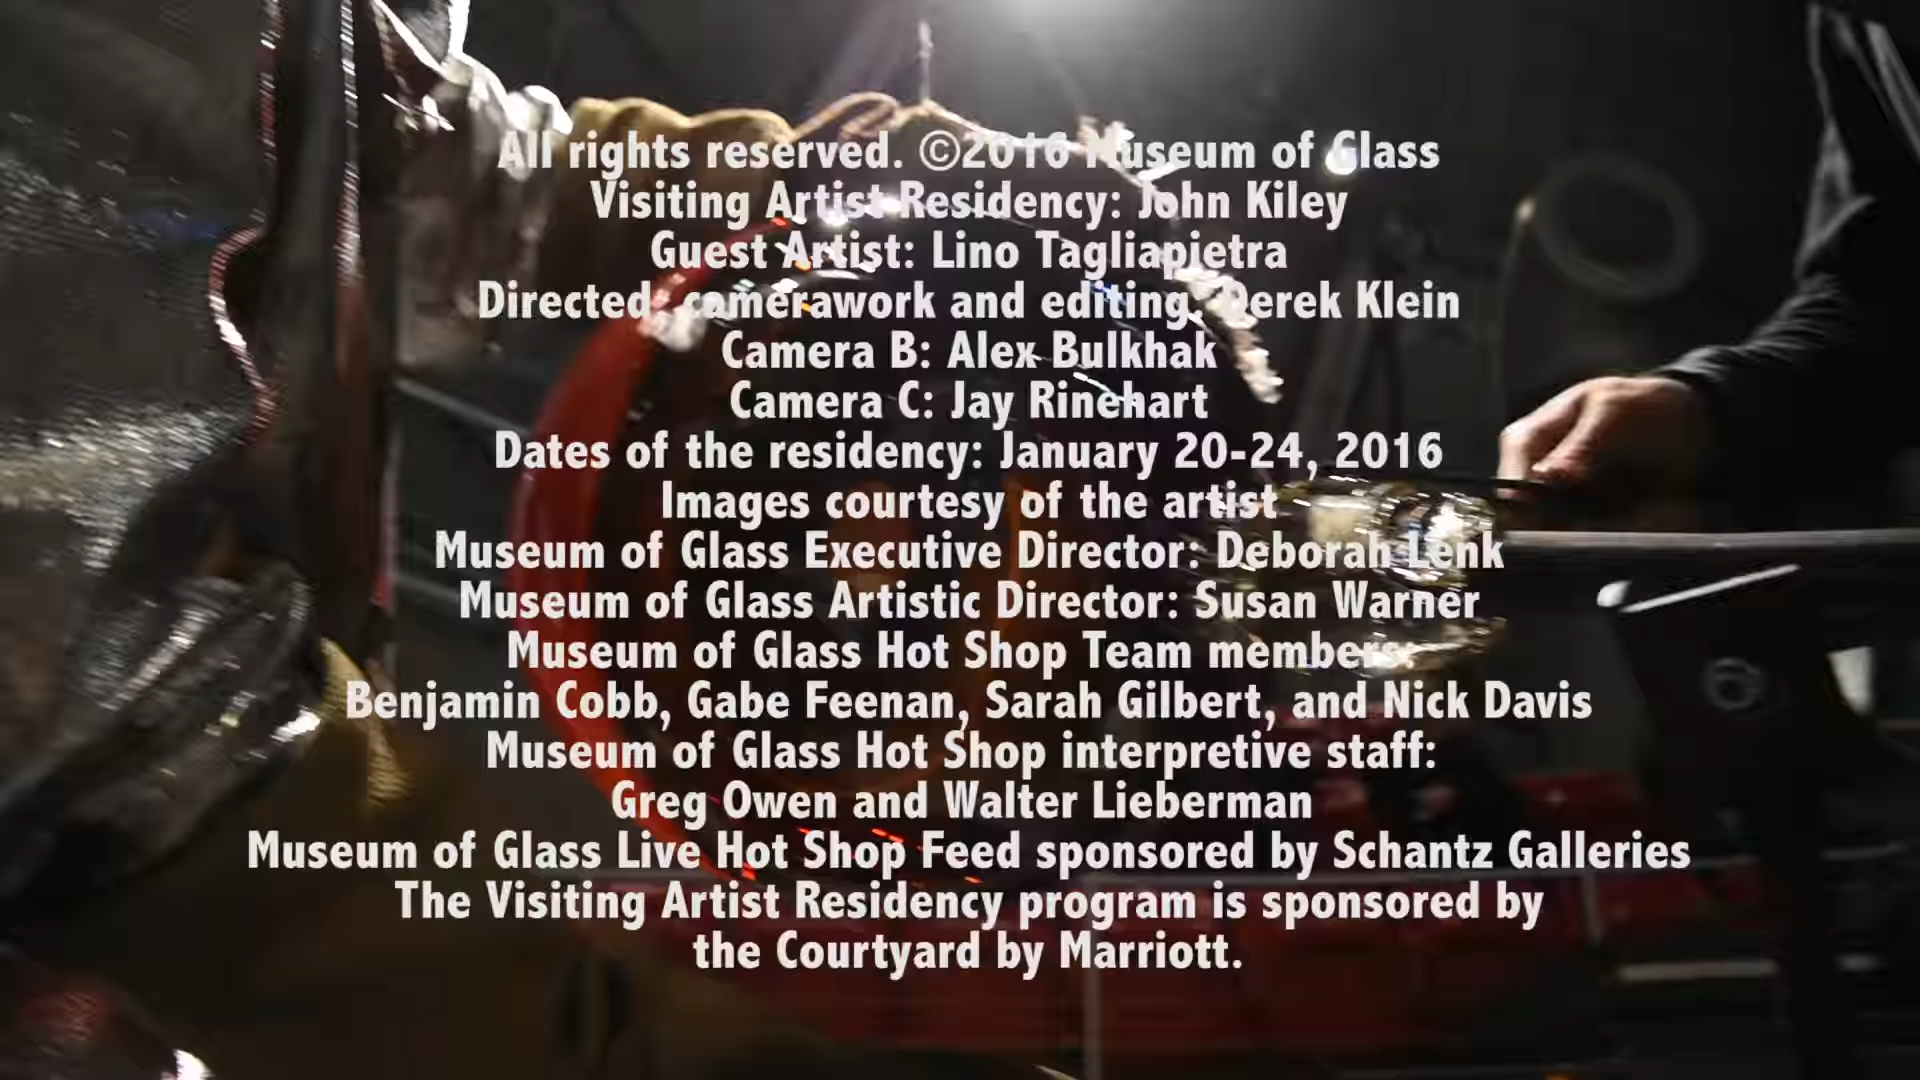 All rights reserved. ©2016 Museum of Glass
Visiting Artist Residency: John Kiley
Guest Artist: Lino Tagliapietra
Directed, camerawork and editing: Derek Klein
Camera B: Alex Bulkhak
Camera C: Jay Rinehart
Dates of the residency: January 20-24, 2016
Images courtesy of the artist
Museum of Glass Executive Director: Deborah Lenk
Museum of Glass Artistic Director: Susan Warner
Museum of Glass Hot Shop Team members:
Benjamin Cobb, Gabe Feenan, Sarah Gilbert, and Nick Davis
Museum of Glass Hot Shop interpretive staff:
Greg Owen and Walter Lieberman
Museum of Glass Live Hot Shop Feed sponsored by Schantz Galleries
The Visiting Artist Residency program is sponsored by
the Courtyard by Marriott.